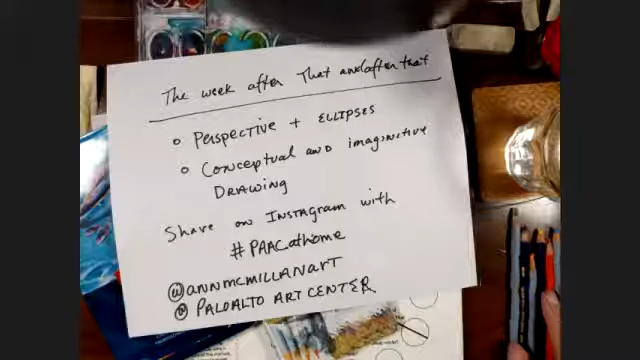 The week after That and after that
• Perspective + ELLIPSES
• Conceptual AND imaginative
DRAWING
Share on INSTAGRAM with
#PAACathome
@ANNMCMILLANART
@ PALOALTO ART CENTER